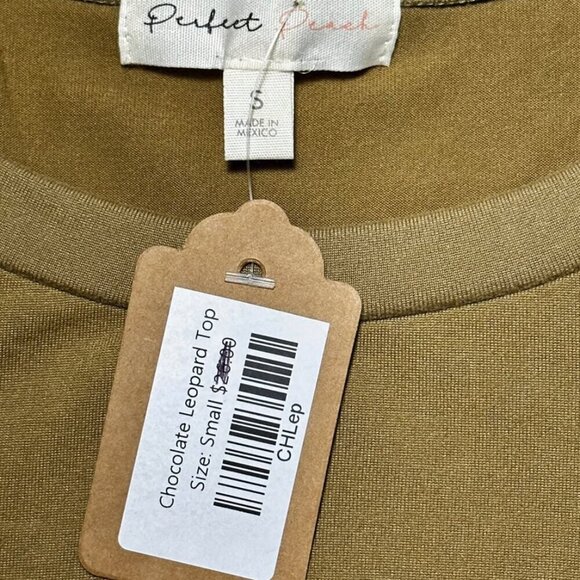 Perfect Peach
S
MADE IN
MEXICO
Chocolate Leopard Top
Size: Small
CHLep